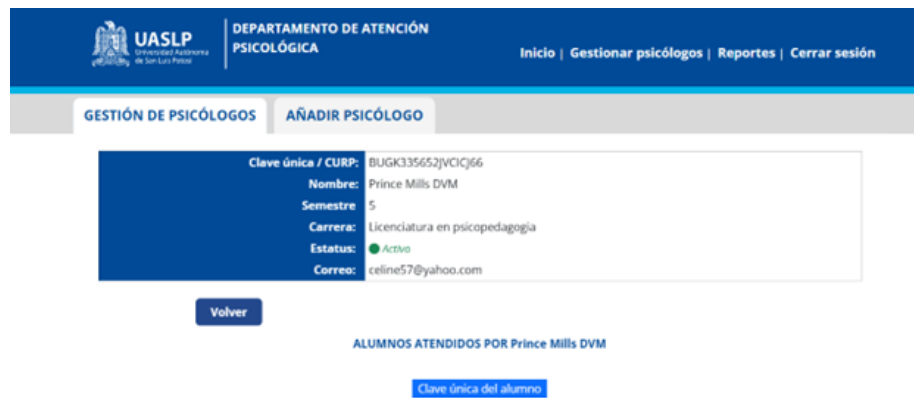 UASLP
Universidad Autónoma
de San Luis Potosí
DEPARTAMENTO DE ATENCIÓN
PSICOLÓGICA
Inicio | Gestionar psicólogos | Reportes | Cerrar sesión
GESTIÓN DE PSICÓLOGOS
AÑADIR PSICÓLOGO
Clave única / CURP: BUGK335652JVCICJ66
Nombre: Prince Mills DVM
Semestre 5
Carrera: Licenciatura en psicopedagogia
Estatus: Activo
Correo: celine57@yahoo.com
Volver
ALUMNOS ATENDIDOS POR Prince Mills DVM
Clave única del alumno